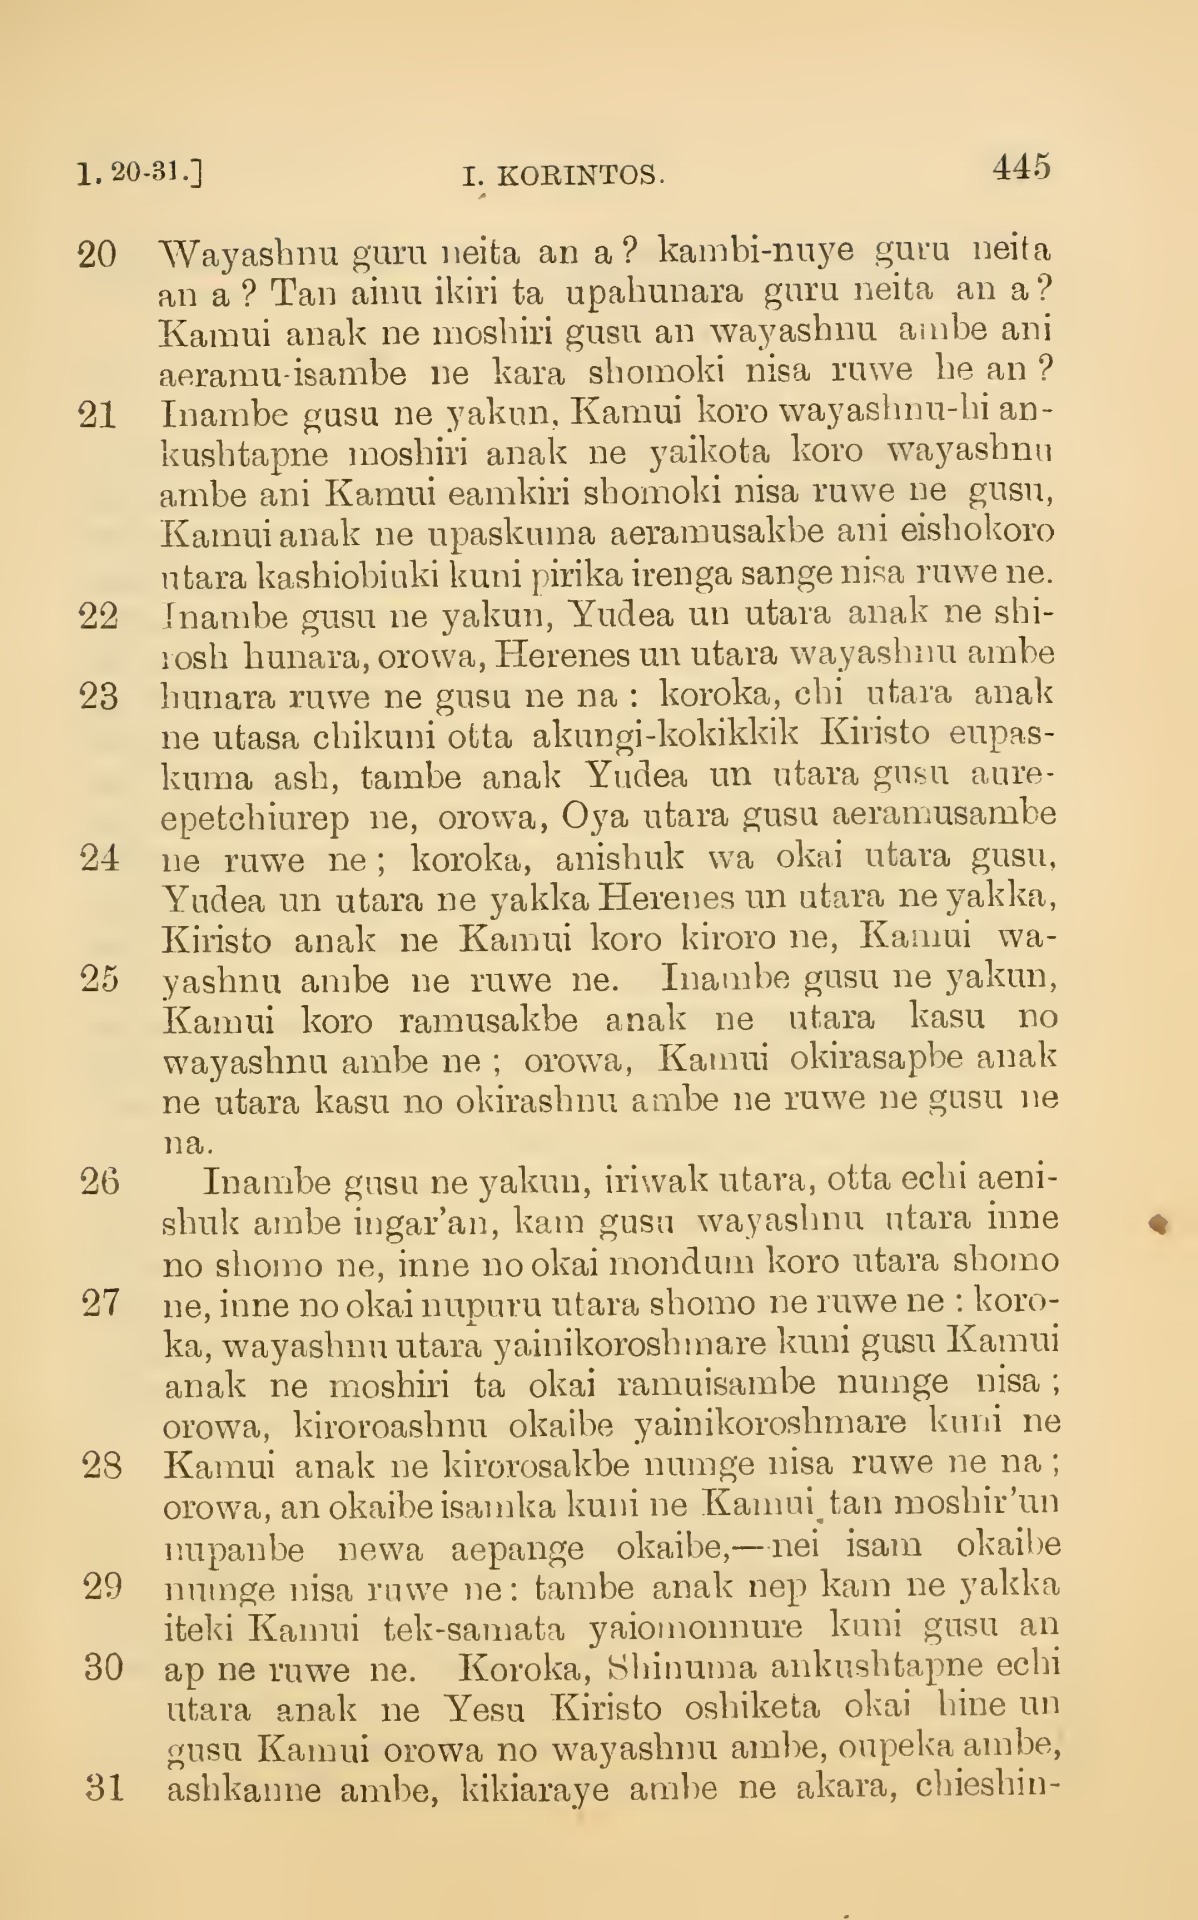 1. 20-31.] I. KORINTOS. 445
20 Wayashnu guru neita an a? kambi-nuye guru neita
an a? Tan ainu ikiri ta upahunara guru neita an a?
Kamui anak ne moshiri gusu an wayashnu ambe ani
aeramu-isambe ne kara shomoki nisa ruwe he an?
21 Inambe gusu ne yakun, Kamui koro wayashnu-hi an-
kushtapne moshiri anak ne yaikota koro wayashnu
ambe ani Kamui eamkiri shomoki nisa ruwe ne gusu,
Kamui anak ne upaskuma aeramusakbe ani eishokoro
utara kashiobiuki kuni pirika irenga sange nisa ruwe ne.
22 Inambe gusu ne yakun, Yudea un utara anak ne shi-
rosh hunara, orowa, Herenes un utara wayashnu ambe
23 hunara ruwe ne gusu ne na: koroka, chi utara anak
ne utasa chikuni otta akungi-kokikkik Kiristo eupas-
kuma ash, tambe anak Yudea un utara gusu aure-
epetchiurep ne, orowa, Oya utara gusu aeramusambe
24 ne ruwe ne; koroka, anishuk wa okai utara gusu,
Yudea un utara ne yakka Herenes un utara ne yakka,
Kiristo anak ne Kamui koro kiroro ne, Kamui wa-
25 yashnu ambe ne ruwe ne. Inambe gusu ne yakun,
Kamui koro ramusakbe anak ne utara kasu no
wayashnu ambe ne; orowa, Kamui okirasapbe anak
ne utara kasu no okirashnu ambe ne ruwe ne gusu ne
na.
26 Inambe gusu ne yakun, iriwak utara, otta echi aeni-
shuk ambe ingar'an, kam gusu wayashnu utara inne
no shomo ne, inne no okai mondum koro utara shomo
27 ne, inne no okai nupuru utara shomo ne ruwe ne: koro-
ka, wayashnu utara yainikoroshmare kuni gusu Kamui
anak ne moshiri ta okai ramuisambe numge nisa;
orowa, kiroroashnu okaibe yainikoroshmare kuni ne
28 Kamui anak ne kirorosakbe numge nisa ruwe ne na;
orowa, an okaibe isamka kuni ne Kamui tan moshir'un
nupanbe newa aepange okaibe,—nei isam okaibe
29 numge nisa ruwe ne: tambe anak nep kam ne yakka
iteki Kamui tek-samata yaiomonnure kuni gusu an
30 ap ne ruwe ne. Koroka, Shinuma ankushtapne echi
utara anak ne Yesu Kiristo oshiketa okai hine un
gusu Kamui orowa no wayashnu ambe, oupeka ambe,
31 ashkanne ambe, kikiaraye ambe ne akara, chieshin-